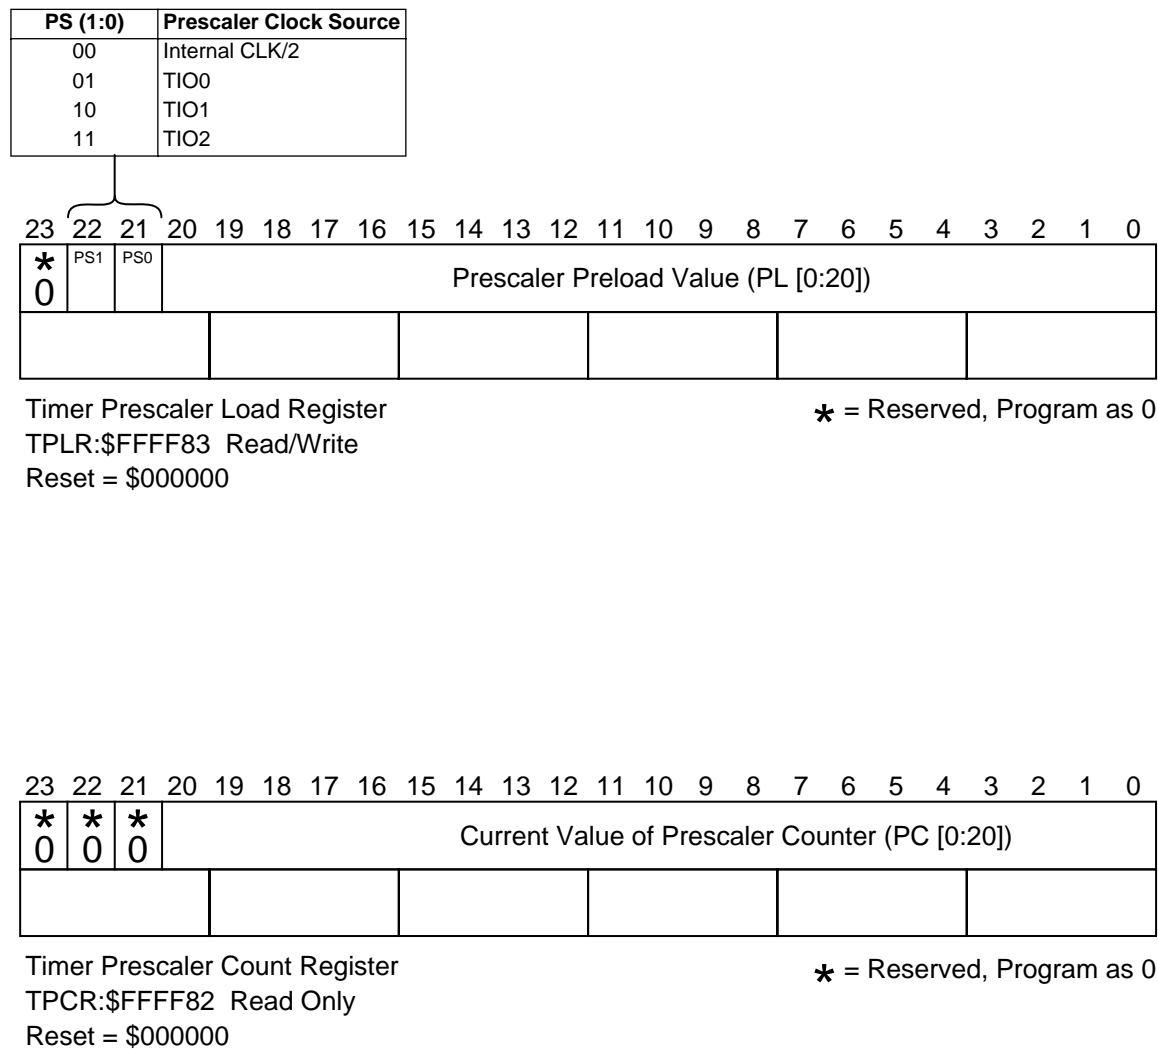 PS (1:0) Prescaler Clock Source
00 Internal CLK/2
01 TIO0
10 TIO1
11 TIO2
23 22 21 20 19 18 17 16 15 14 13 12 11 10 9 8 7 6 5 4 3 2 1 0
* PS1 PS0
0 Prescaler Preload Value (PL [0:20])
Timer Prescaler Load Register
* = Reserved, Program as 0
TPLR:$FFFF83 Read/Write
Reset = $000000
23 22 21 20 19 18 17 16 15 14 13 12 11 10 9 8 7 6 5 4 3 2 1 0
* * *
0 0 0 Current Value of Prescaler Counter (PC [0:20])
Timer Prescaler Count Register
* = Reserved, Program as 0
TPCR:$FFFF82 Read Only
Reset = $000000